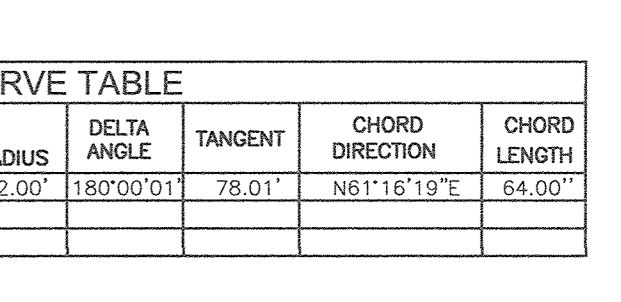 RVE TABLE
ADIUS DELTA ANGLE TANGENT CHORD DIRECTION CHORD LENGTH
2.00' 180°00'01" 78.01' N61°16'19"E 64.00''